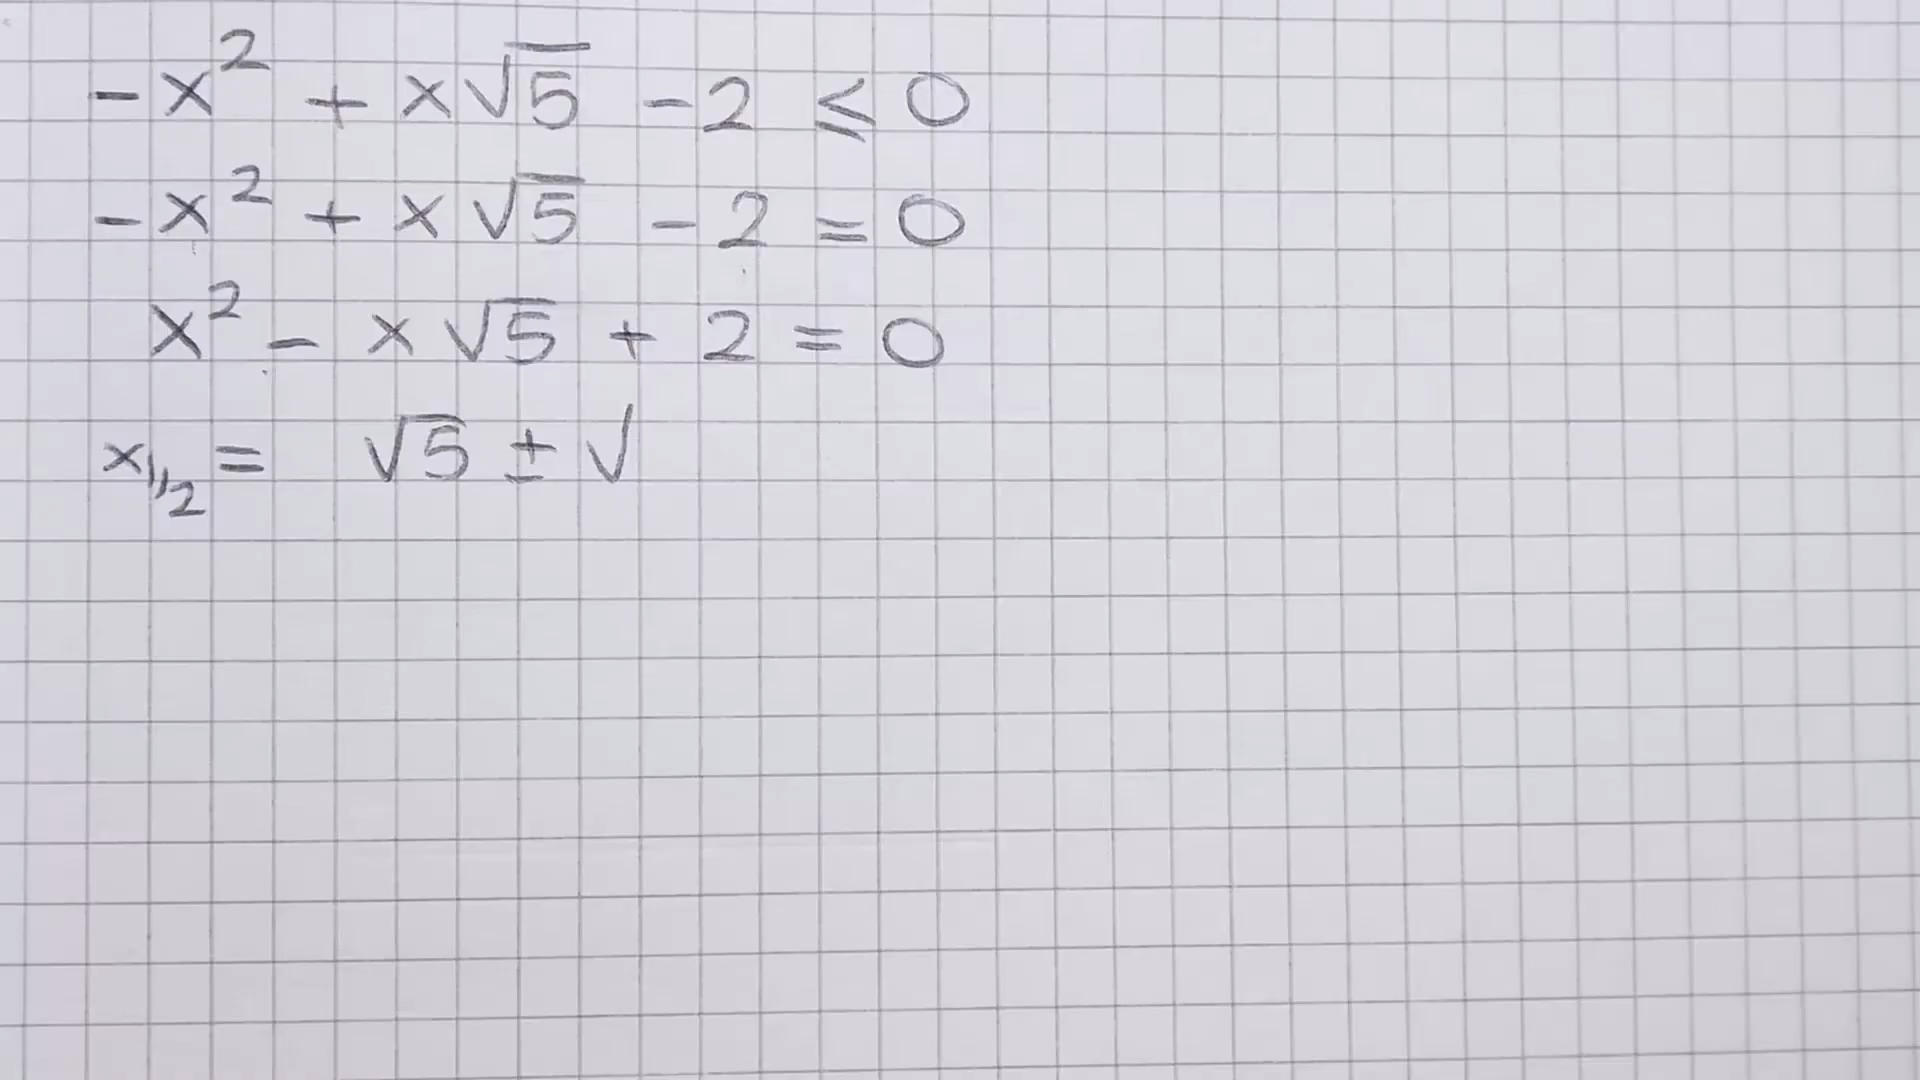 -x² + x√5 - 2 ≤ 0
-x² + x√5 - 2 = 0
x² - x√5 + 2 = 0
x₁,₂ = √5 ± √